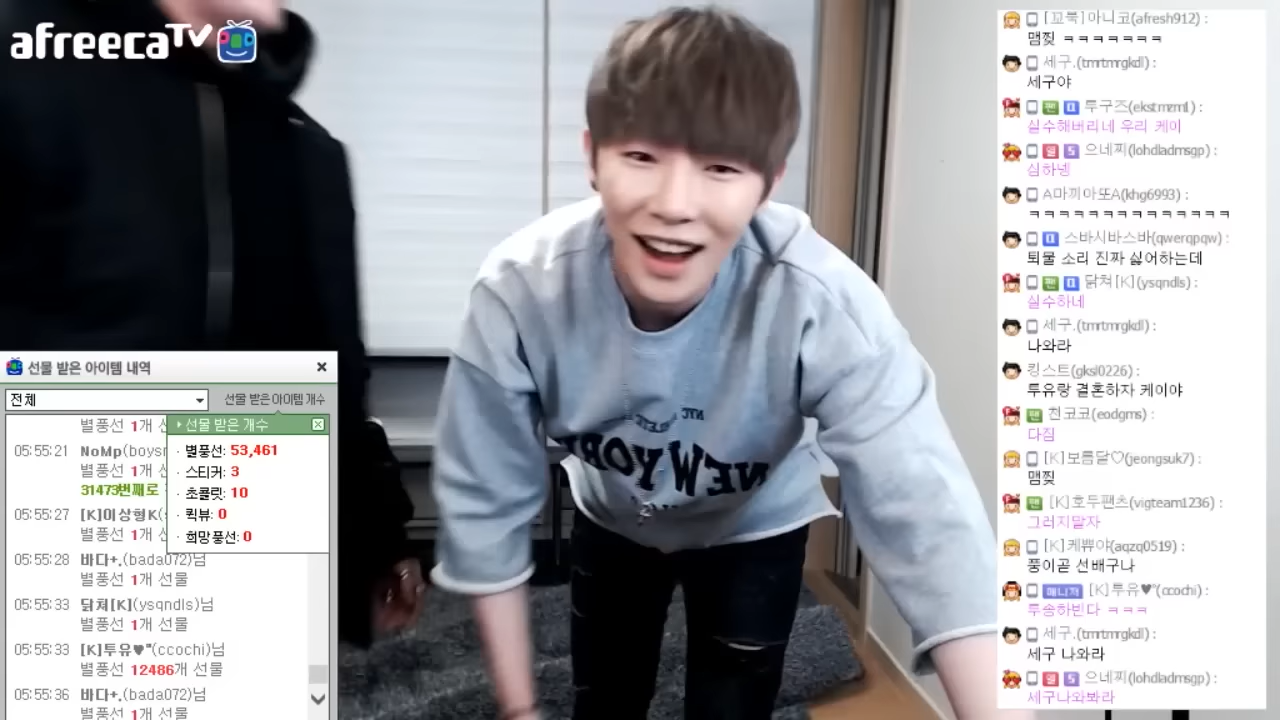 afreecaTV
선물 받은 아이템 내역
전체
선물 받은 아이템 개수
별풍선 1개
선물 받은 개수
별풍선: 53,461
스티커: 3
초콜릿: 10
퀵뷰: 0
희망풍선: 0
05:55:21 NoMp(boysr
별풍선 1개
31473번째로
05:55:27 [K]이상형K(
별풍선 1개
05:55:28 바다+,(bada072)님
별풍선 1개 선물
05:55:33 닭쳐[K](ysqndls)님
별풍선 1개 선물
05:55:33 [K]투유♥"(ccochi)님
별풍선 12486개 선물
05:55:36 바다+,(bada072)님
별풍선 1개 선물
NEW YORK
[꼬북]아니코(afresh912) :
맴찢 ㅋㅋㅋㅋㅋㅋㅋ
세구.(tmrtmrgkdl) :
세구야
팬 투구즈(ekstmzm1) :
실수해버리네 우리 케이
열 S 으네찌(lohdladmsgp) :
심하넹
A마끼아또A(khg6993) :
ㅋㅋㅋㅋㅋㅋㅋㅋㅋㅋㅋㅋㅋㅋ
스바시바스바(qwerqpqw) :
퇴물 소리 진짜 싫어하는데
팬 닭쳐[K](ysqndls) :
실수하네
세구.(tmrtmrgkdl) :
나와라
킹스트(gksl0226) :
투유랑 결혼하자 케이야
팬 천코코(eodgms) :
다짐
[K]보름달♡(jeongsuk7) :
맴찢
팬 [K]호두팬츠(vigteam1236) :
그러지말자
[K]케쀼야(aqzq0519) :
풍이곧 선배구나
매니저 [K]투유♥"(ccochi) :
투송하빈다 ㅋㅋㅋ
세구.(tmrtmrgkdl) :
세구 나와라
열 S 으네찌(lohdladmsgp) :
세구나와봐라